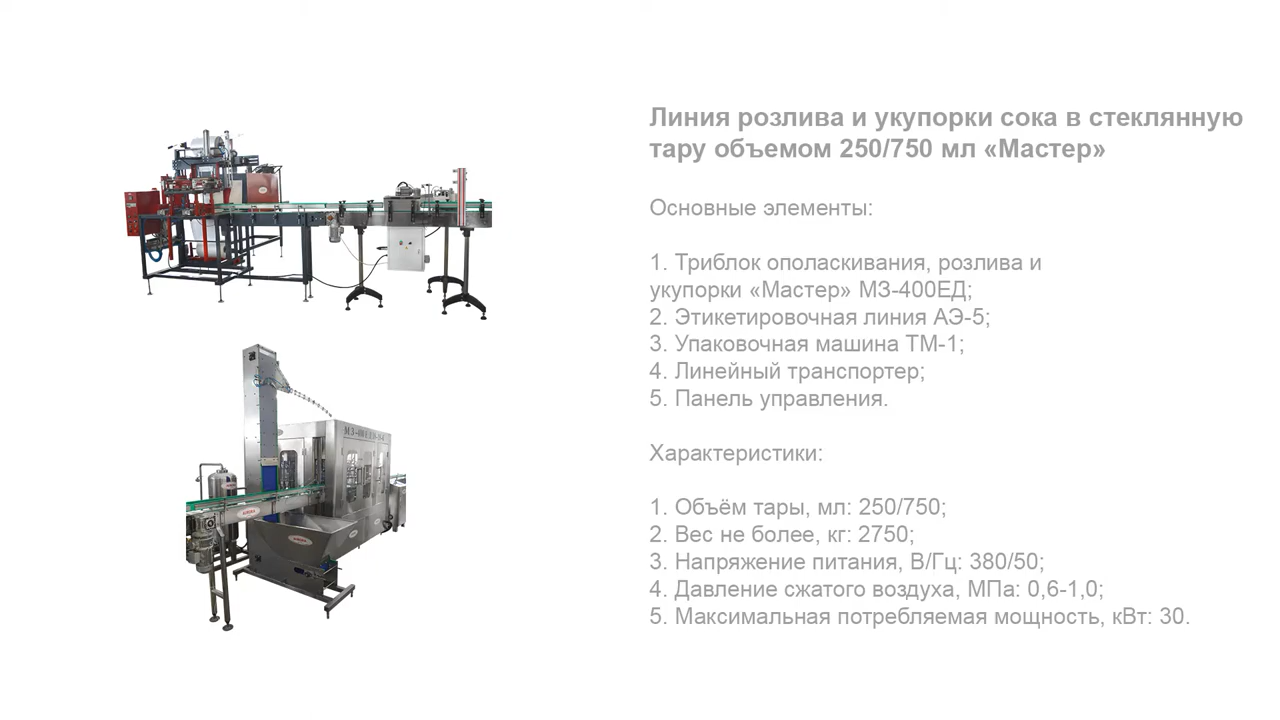 Линия розлива и укупорки сока в стеклянную
тару объемом 250/750 мл «Мастер»
Основные элементы:
1. Триблок ополаскивания, розлива и
укупорки «Мастер» МЗ-400ЕД;
2. Этикетировочная линия АЭ-5;
3. Упаковочная машина ТМ-1;
4. Линейный транспортер;
5. Панель управления.
Характеристики:
1. Объём тары, мл: 250/750;
2. Вес не более, кг: 2750;
3. Напряжение питания, В/Гц: 380/50;
4. Давление сжатого воздуха, МПа: 0,6-1,0;
5. Максимальная потребляемая мощность, кВт: 30.